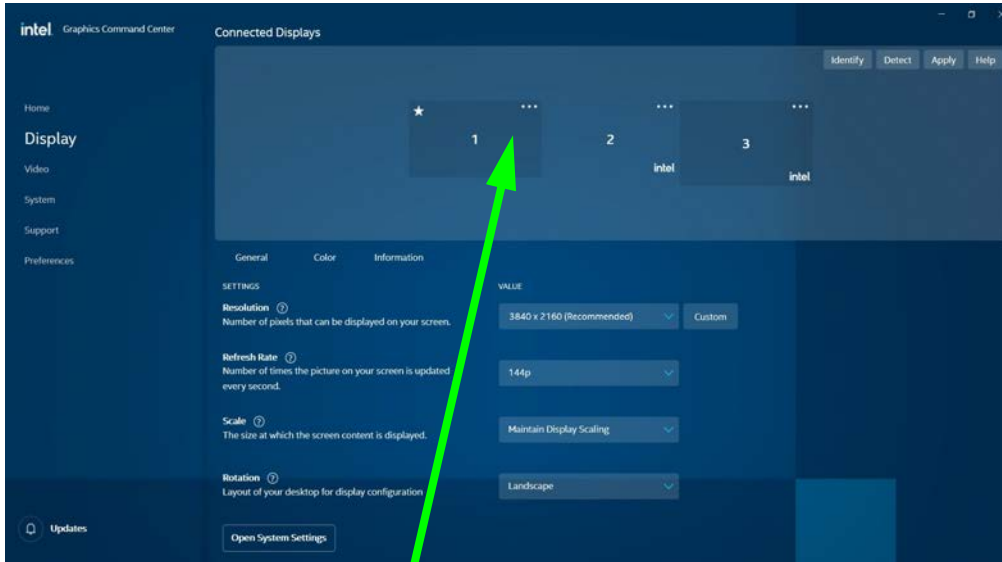 intel Graphics Command Center
Connected Displays
Identify Detect Apply Help
Home
Display
Video
System
Support
Preferences
Updates
1
2
intel
3
intel
General Color Information
SETTINGS VALUE
Resolution ?
Number of pixels that can be displayed on your screen.
3840 x 2160 (Recommended) Custom
Refresh Rate ?
Number of times the picture on your screen is updated
every second.
144p
Scale ?
The size at which the screen content is displayed.
Maintain Display Scaling
Rotation ?
Layout of your desktop for display configuration
Landscape
Open System Settings